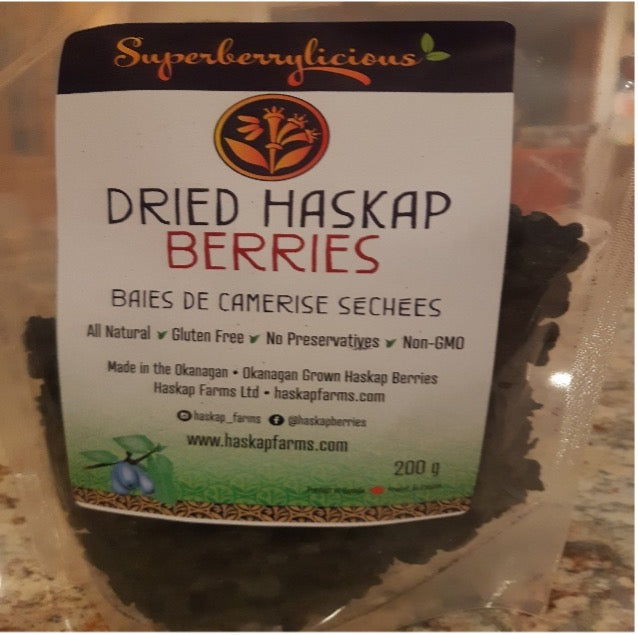 Superberrylicious
DRIED HASKAP
BERRIES
BAIES DE CAMERISE SÉCHÉES
All Natural Gluten Free No Preservatives Non-GMO
Made in the Okanagan • Okanagan Grown Haskap Berries
Haskap Farms Ltd • haskapfarms.com
haskap_farms @haskapberries
www.haskapfarms.com
200 g